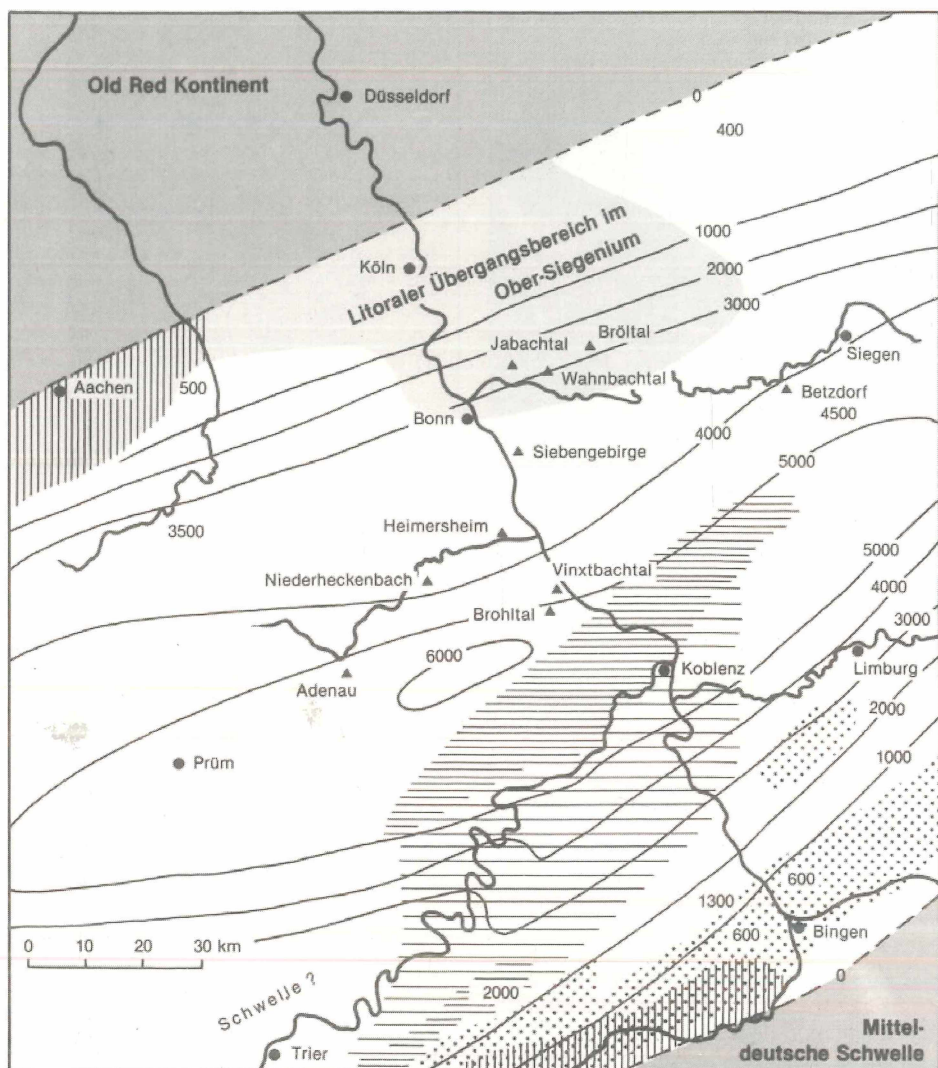 Old Red Kontinent
Düsseldorf
0
400
Litoraler Übergangsbereich im
Ober-Siegenium
1000
2000
3000
Köln
Bröltal
Jabachtal
Siegen
Aachen
500
Wahnbachtal
Betzdorf
4500
Bonn
4000
Siebengebirge
5000
3500
Heimersheim
5000
Niederheckenbach
Vinxtbachtal
4000
Brohltal
3000
6000
Koblenz
Limburg
Adenau
2000
Prüm
1000
600
1300
600
Bingen
0 10 20 30 km
0
Schwelle ?
2000
Trier
Mittel-
deutsche Schwelle